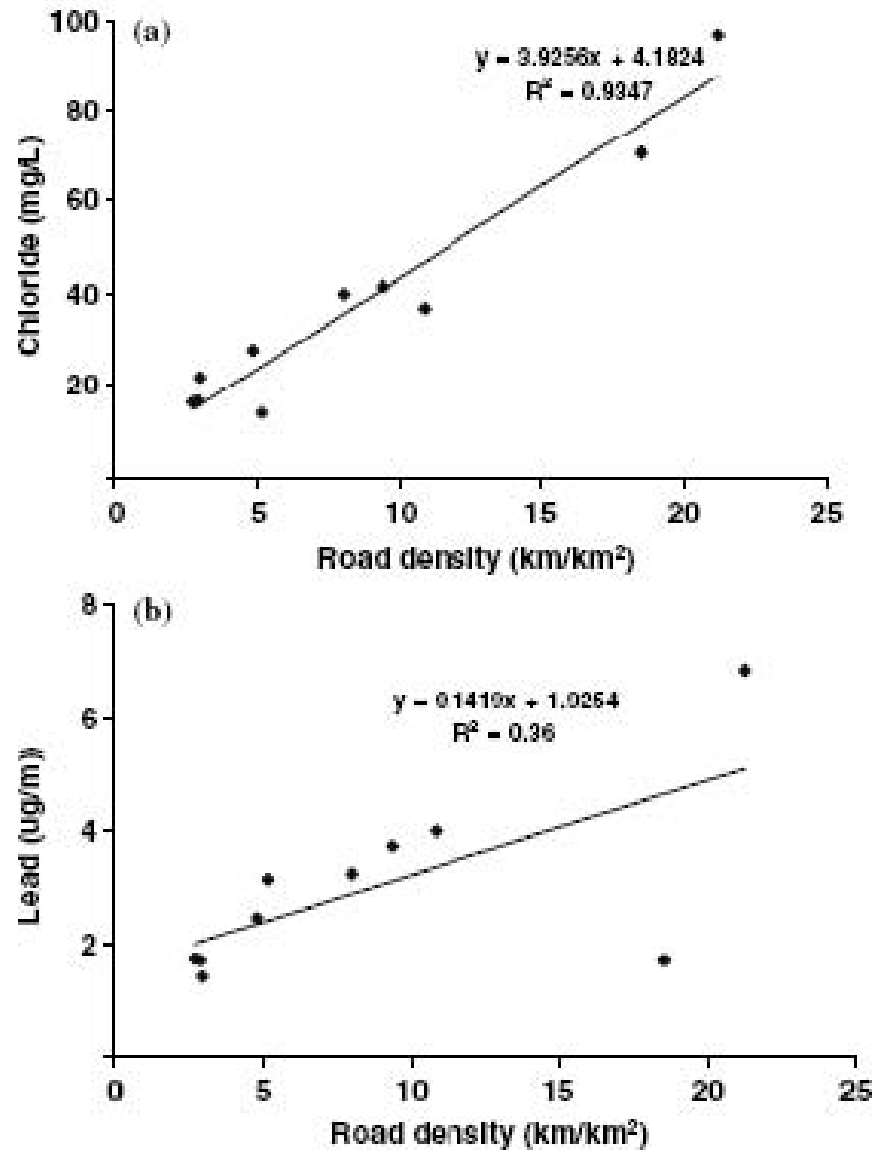 (a)
y = 3.9256x + 4.1824
R² = 0.9347
100
80
60
40
20
Chloride (mg/L)
0 5 10 15 20 25
Road density (km/km²)
(b)
y = 0.1419x +
R² = 0.36
8
6
4
2
Lead (ug/m))
0 5 10 15 20 25
Road density (km/km²)